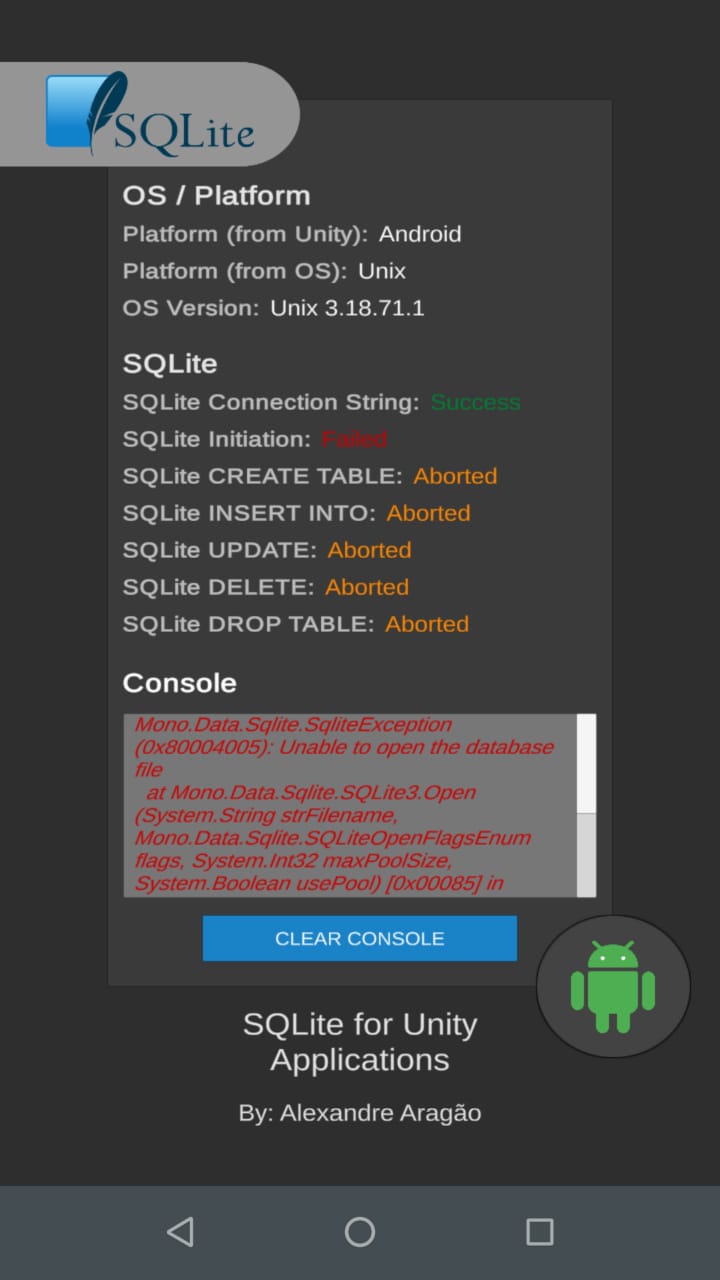 SQLite
OS / Platform
Platform (from Unity): Android
Platform (from OS): Unix
OS Version: Unix 3.18.71.1
SQLite
SQLite Connection String: Success
SQLite Initiation: Failed
SQLite CREATE TABLE: Aborted
SQLite INSERT INTO: Aborted
SQLite UPDATE: Aborted
SQLite DELETE: Aborted
SQLite DROP TABLE: Aborted
Console
Mono.Data.Sqlite.SqliteException
(0x80004005): Unable to open the database
file
at Mono.Data.Sqlite.SQLite3.Open
(System.String strFilename,
Mono.Data.Sqlite.SQLiteOpenFlagsEnum
flags, System.Int32 maxPoolSize,
System.Boolean usePool) [0x00085] in
CLEAR CONSOLE
SQLite for Unity
Applications
By: Alexandre Aragão